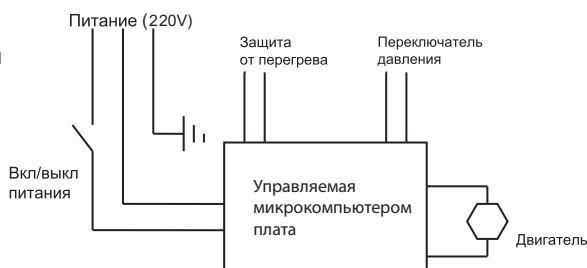 Питание (220V)
Защита
от перегрева
Переключатель
давления
Вкл/выкл
питания
Управляемая
микрокомпьютером
плата
Двигатель